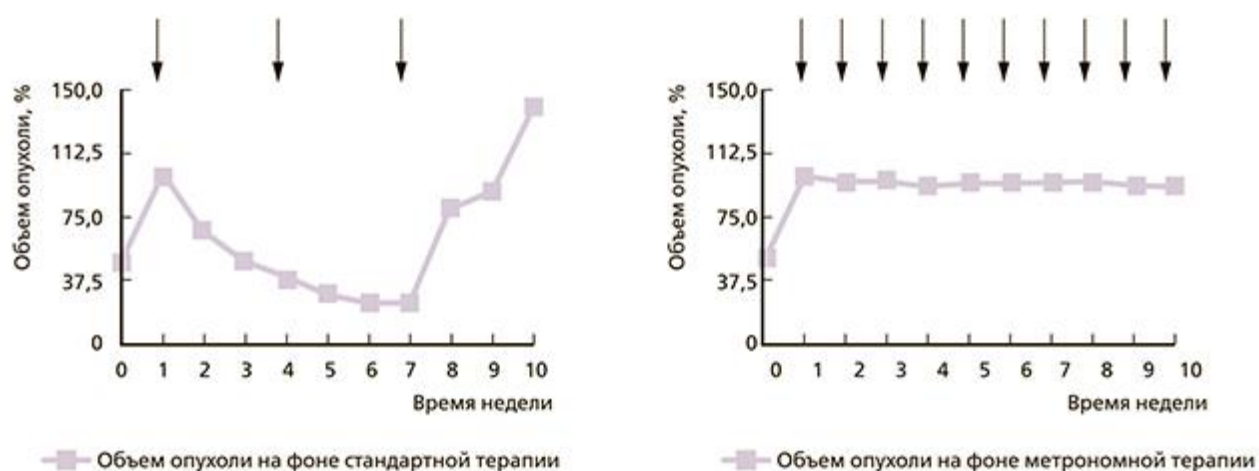 Объем опухоли, %
150,0
112,5
75,0
37,5
0
0 1 2 3 4 5 6 7 8 9 10
Время недели
Объем опухоли на фоне стандартной терапии
Объем опухоли, %
150,0
112,5
75,0
37,5
0
0 1 2 3 4 5 6 7 8 9 10
Время недели
Объем опухоли на фоне метрономной терапии